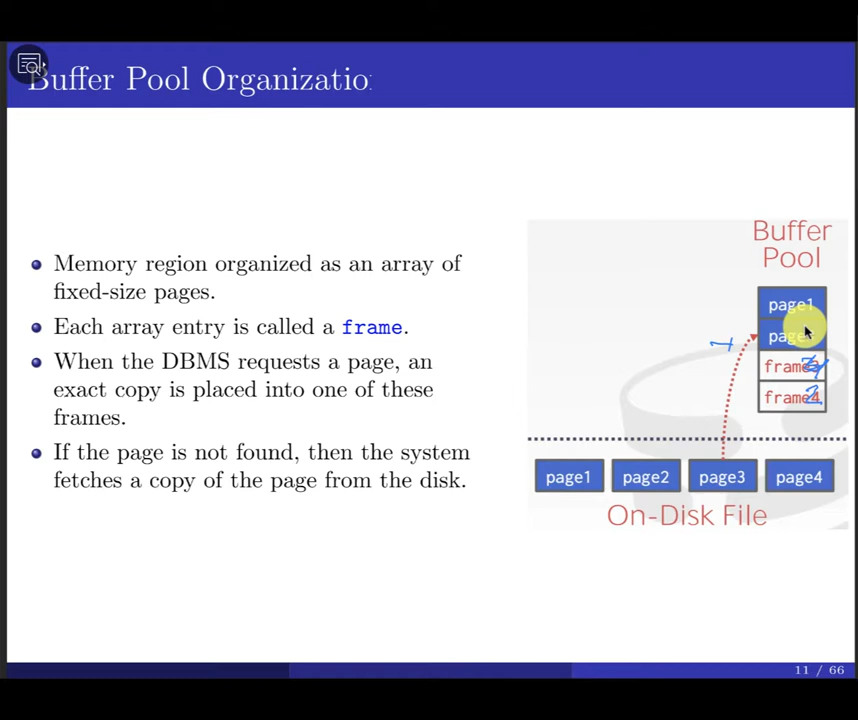 Buffer Pool Organization
Memory region organized as an array of
fixed-size pages.
Each array entry is called a frame.
When the DBMS requests a page, an
exact copy is placed into one of these
frames.
If the page is not found, then the system
fetches a copy of the page from the disk.
Buffer
Pool
page1
page
frame
frame4
page1 page2 page3 page4
On-Disk File
11 / 66